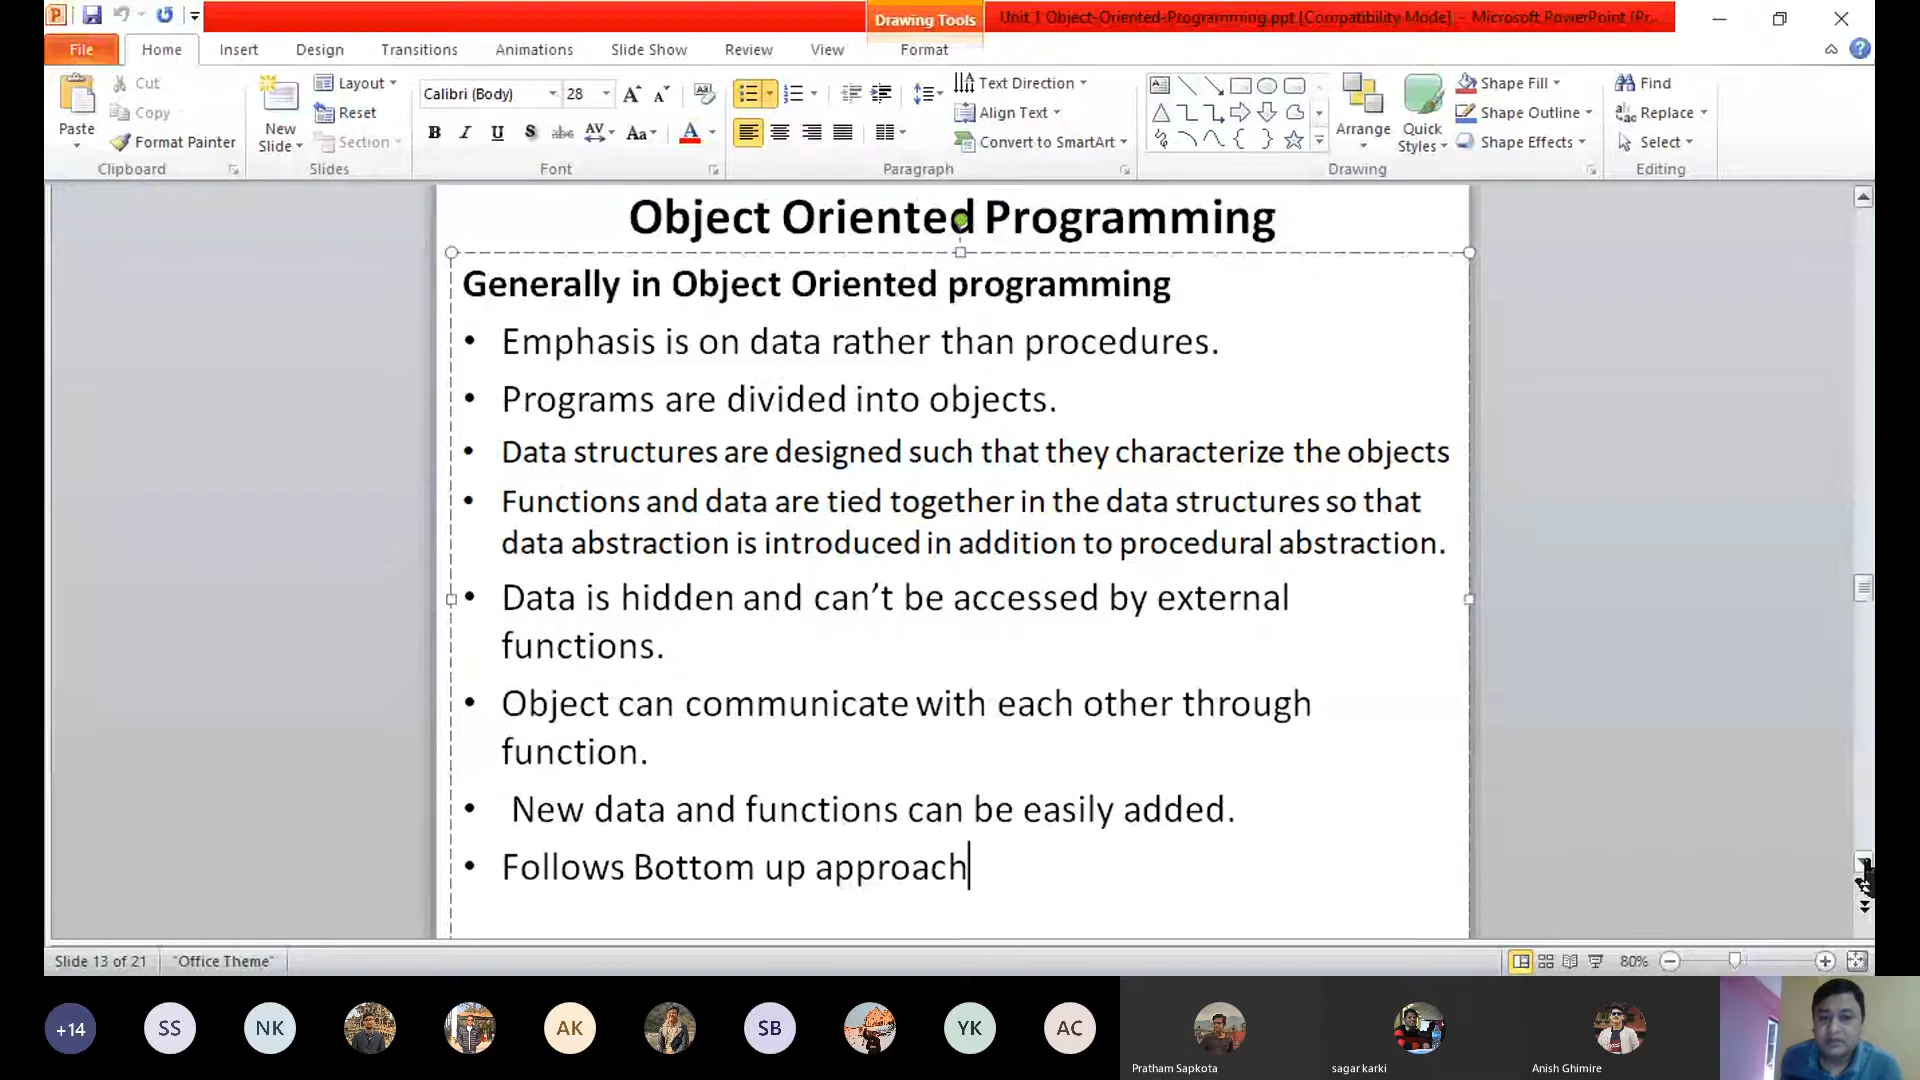 Drawing Tools
Unit 1 Object-Oriented-Programming.ppt [Compatibility Mode] - Microsoft PowerPoint (Pr...
File Home Insert Design Transitions Animations Slide Show Review View Format
Paste
Cut
Copy
Format Painter
Clipboard
New Slide
Layout
Reset
Section
Slides
Calibri (Body) 28
B I U S abc AV Aa A
Font
Text Direction
Align Text
Convert to SmartArt
Paragraph
Arrange
Quick Styles
Shape Fill
Shape Outline
Shape Effects
Drawing
Find
Replace
Select
Editing
Object Oriented Programming
Generally in Object Oriented programming
• Emphasis is on data rather than procedures.
• Programs are divided into objects.
• Data structures are designed such that they characterize the objects
• Functions and data are tied together in the data structures so that
data abstraction is introduced in addition to procedural abstraction.
• Data is hidden and can't be accessed by external
functions.
• Object can communicate with each other through
function.
• New data and functions can be easily added.
• Follows Bottom up approach
Slide 13 of 21 "Office Theme" 80%
+14 SS NK AK SB YK AC
Pratham Sapkota sagar karki Anish Ghimire